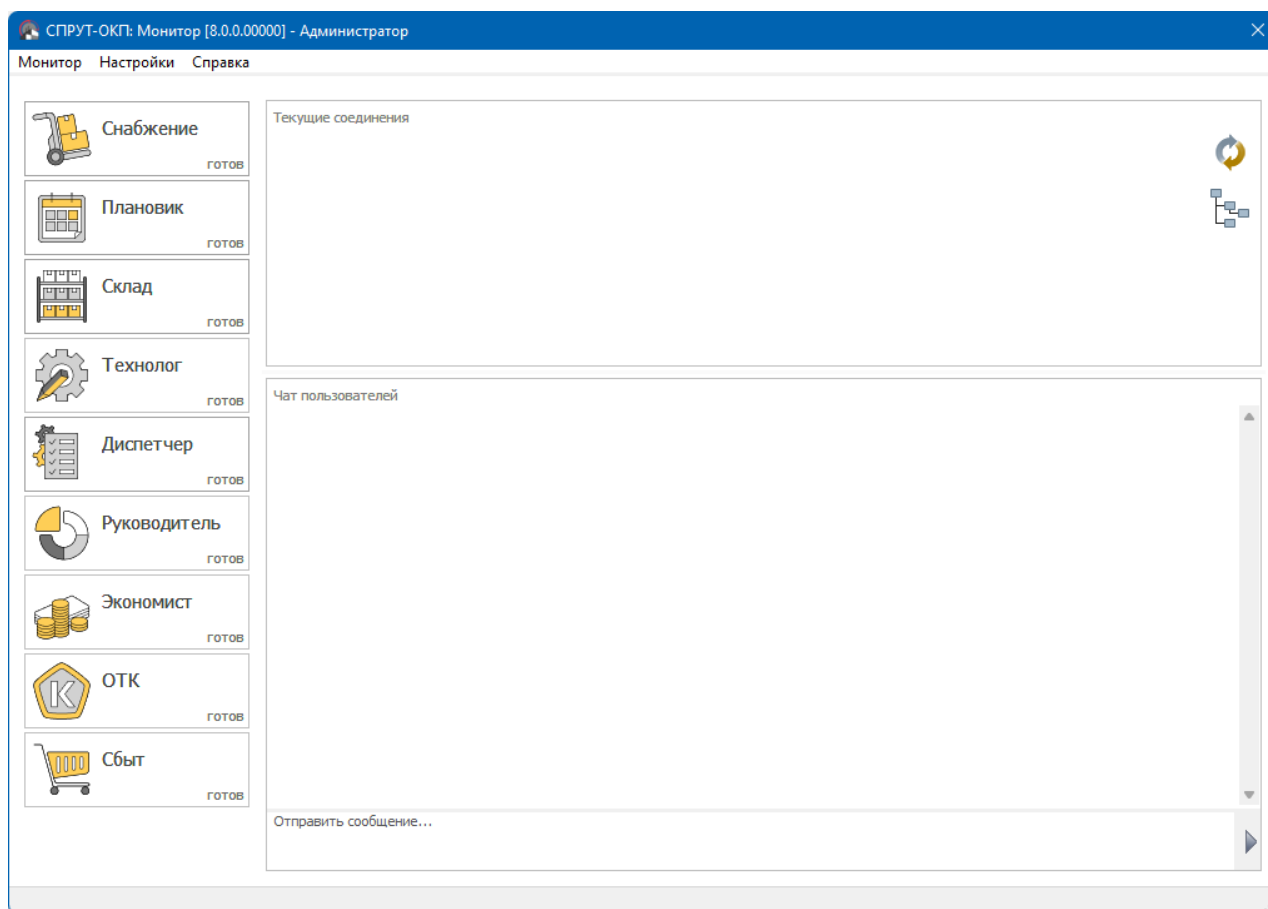 СПРУТ-ОКП: Монитор [8.0.0.00000] - Администратор
Монитор Настройки Справка
Снабжение
готов
Плановик
готов
Склад
готов
Технолог
готов
Диспетчер
готов
Руководитель
готов
Экономист
готов
К
ОТК
готов
Сбыт
готов
Текущие соединения
Чат пользователей
Отправить сообщение...